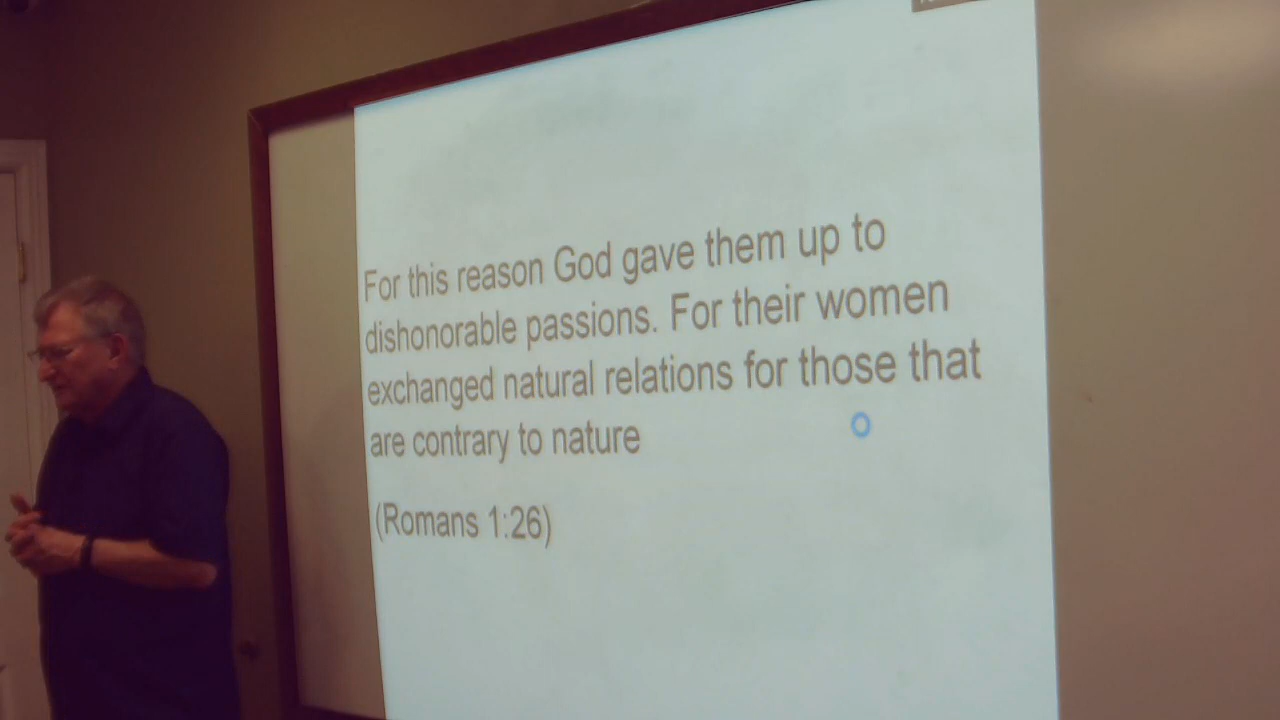 For this reason God gave them up to
dishonorable passions. For their women
exchanged natural relations for those that
are contrary to nature
(Romans 1:26)